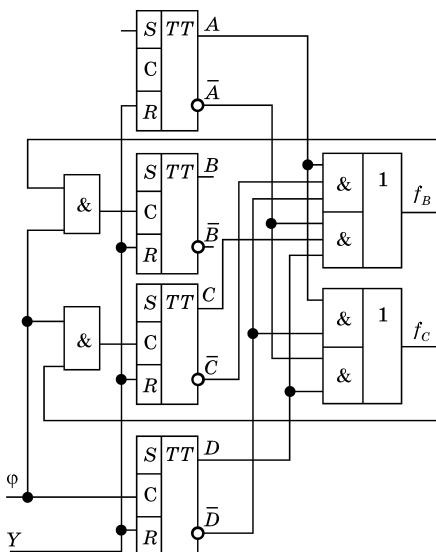 S TT A
C
R A̅
S TT B
& C
R B̅
& 1 f_B
&
S TT C
& C
R C̅
& 1 f_C
&
S TT D
φ C
Y R D̅